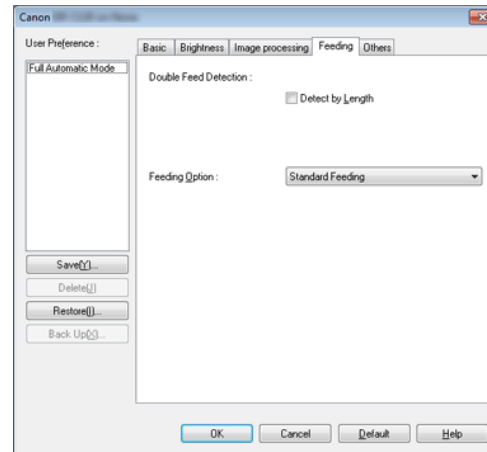 Canon
User Preference :
Full Automatic Mode
Save(Y)...
Delete(J)
Restore(I)...
Back Up(X)...
Basic
Brightness
Image processing
Feeding
Others
Double Feed Detection :
Detect by Length
Feeding Option :
Standard Feeding
OK
Cancel
Default
Help